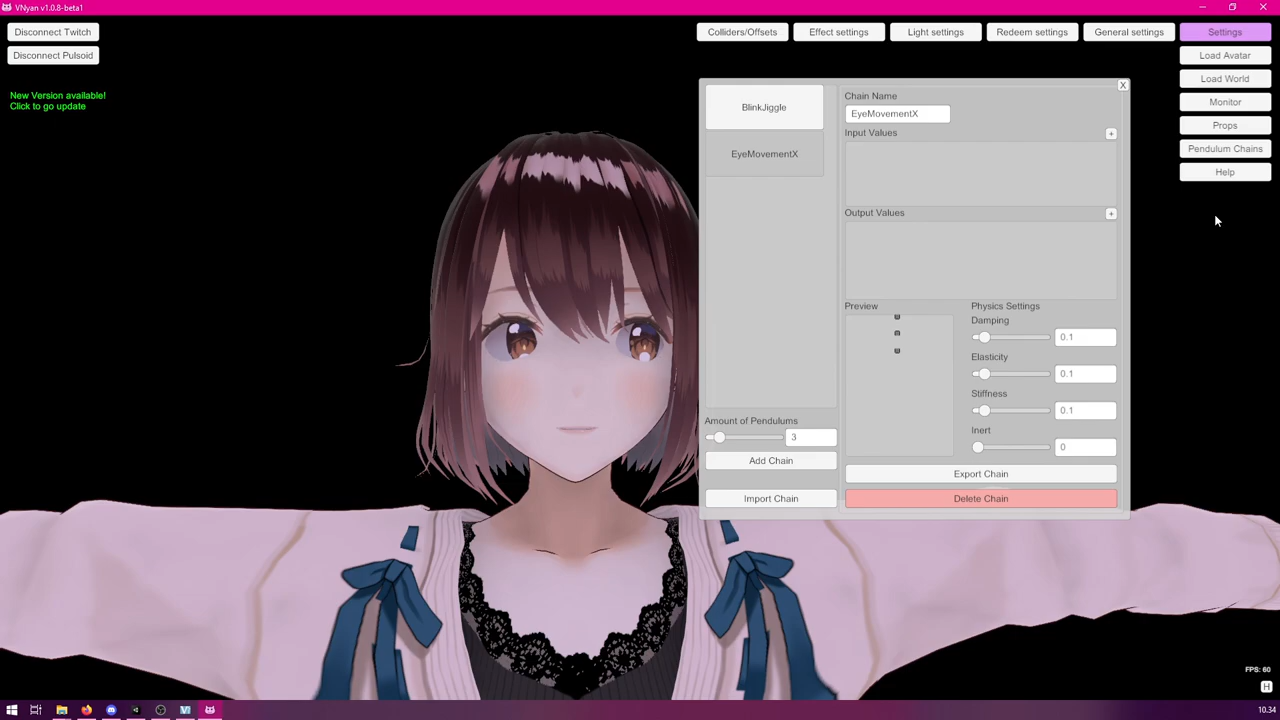 VNyan v1.0.8-beta1
Disconnect Twitch
Disconnect Pulsoid
New Version available!
Click to go update
Colliders/Offsets
Effect settings
Light settings
Redeem settings
General settings
Settings
Load Avatar
Load World
Monitor
Props
Pendulum Chains
Help
X
BlinkJiggle
EyeMovementX
Amount of Pendulums
3
Add Chain
Import Chain
Chain Name
EyeMovementX
Input Values
+
Output Values
+
Preview
Physics Settings
Damping
0.1
Elasticity
0.1
Stiffness
0.1
Inert
0
Export Chain
Delete Chain
FPS: 60
H
10.34